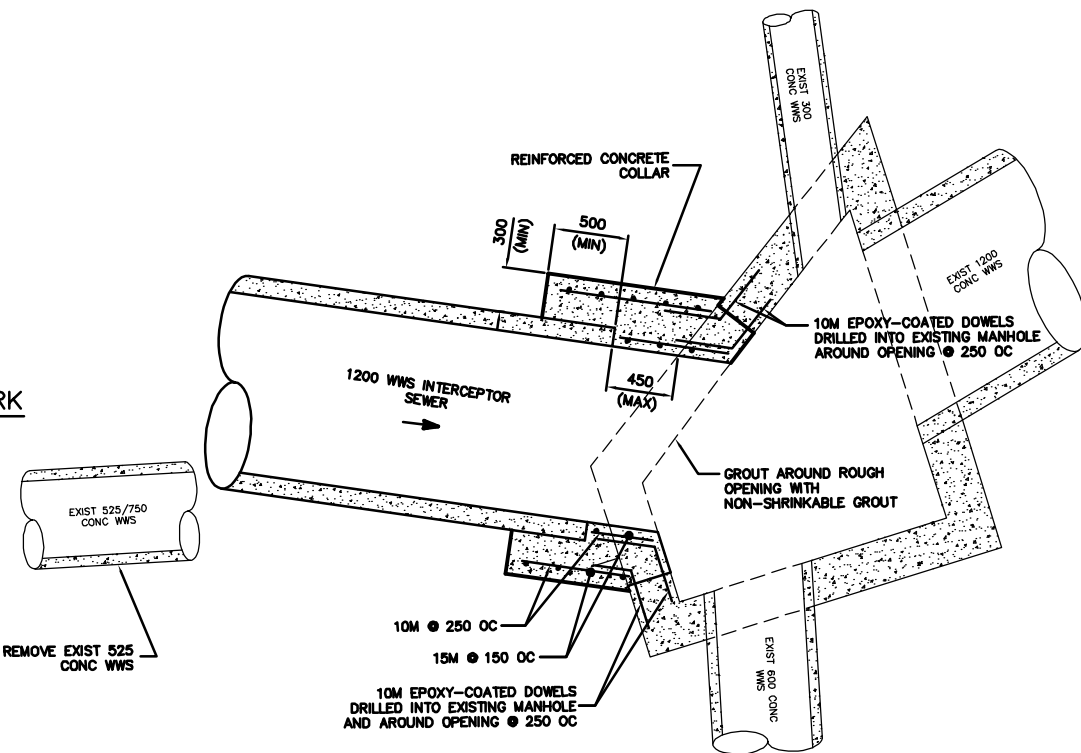 EXIST 300
CONC WWS
REINFORCED CONCRETE
COLLAR
300
(MIN)
500
(MIN)
EXIST 1200
CONC WWS
10M EPOXY-COATED DOWELS
DRILLED INTO EXISTING MANHOLE
AROUND OPENING @ 250 OC
1200 WWS INTERCEPTOR
SEWER
450
(MAX)
RK
GROUT AROUND ROUGH
OPENING WITH
NON-SHRINKABLE GROUT
EXIST 525/750
CONC WWS
10M @ 250 OC
15M @ 150 OC
REMOVE EXIST 525
CONC WWS
10M EPOXY-COATED DOWELS
DRILLED INTO EXISTING MANHOLE
AND AROUND OPENING @ 250 OC
EXIST 600 CONC
WWS